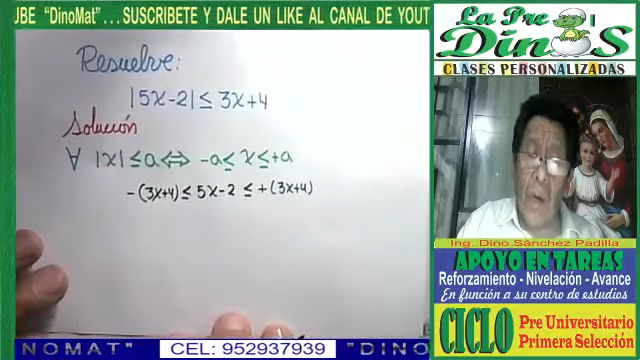 JBE "DinoMat"... SUSCRIBETE Y DALE UN LIKE AL CANAL DE YOUT
Resuelve:
|5x-2| ≤ 3x+4
Solución
∀ |x| ≤ a ⇔ -a ≤ x ≤ +a
-(3x+4) ≤ 5x-2 ≤ +(3x+4)
NOMAT"
CEL: 952937939
"DINO
La Pre
DinoS
CLASES PERSONALIZADAS
Ing. Dino Sánchez Padilla
APOYO EN TAREAS
Reforzamiento - Nivelación - Avance
En función a su centro de estudios
CICLO Pre Universitario
Primera Selección